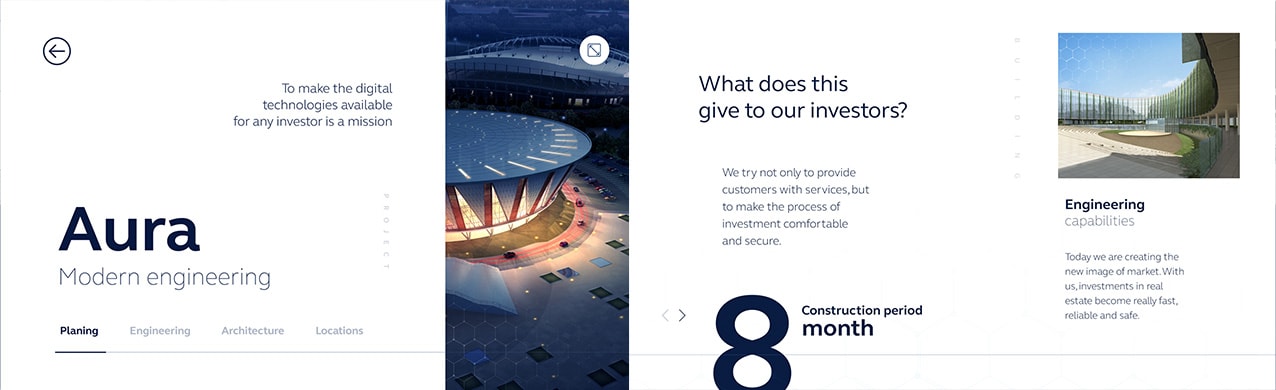 To make the digital
technologies available
for any investor is a mission
PROJECT
Aura
Modern engineering
Planing
Engineering
Architecture
Locations
What does this
give to our investors?
We try not only to provide
customers with services, but
to make the process of
investment comfortable
and secure.
8
Construction period
month
BUILDING
Engineering
capabilities
Today we are creating the
new image of market. With
us, investments in real
estate become really fast,
reliable and safe.